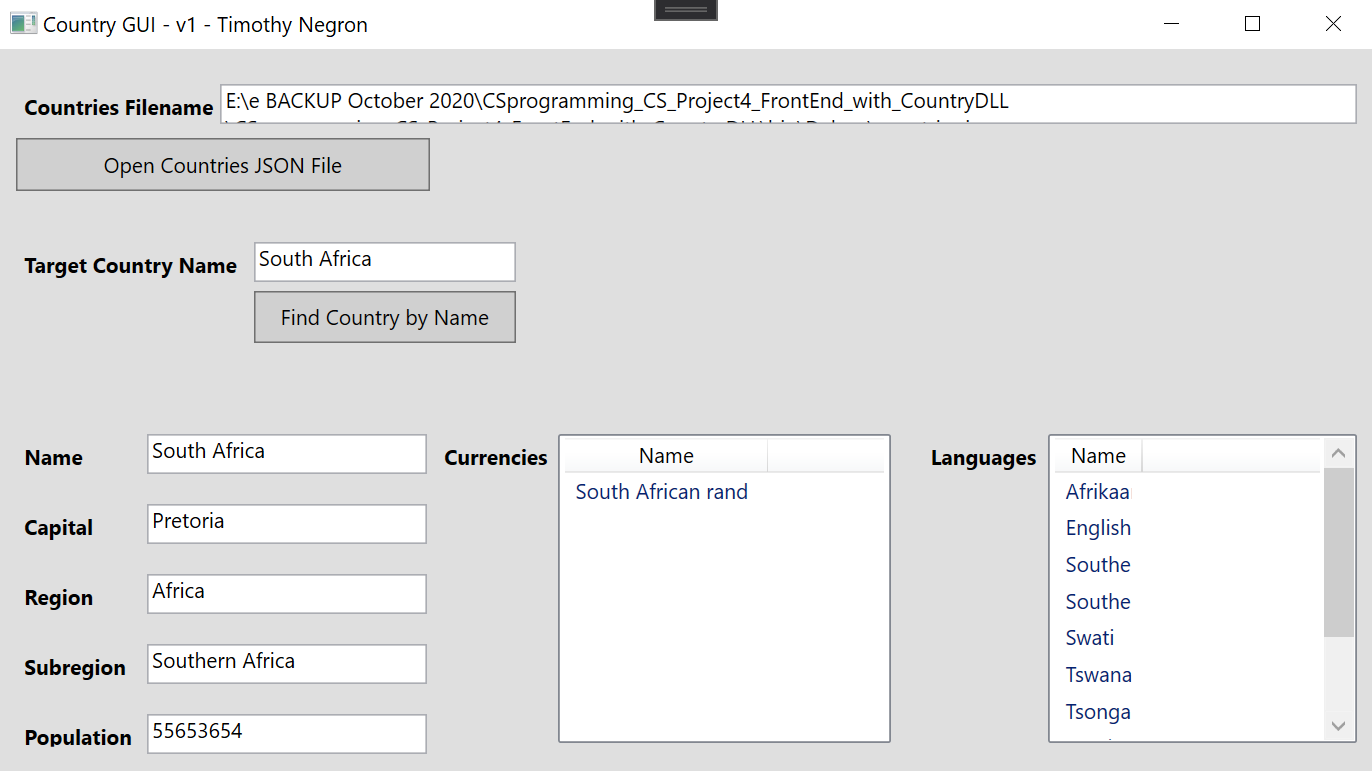 Country GUI - v1 - Timothy Negron
Countries Filename
E:\e BACKUP October 2020\CSprogramming_CS_Project4_FrontEnd_with_CountryDLL
Open Countries JSON File
Target Country Name
South Africa
Find Country by Name
Name
South Africa
Capital
Pretoria
Region
Africa
Subregion
Southern Africa
Population
55653654
Currencies
Name
South African rand
Languages
Name
Afrikaa
English
Southe
Southe
Swati
Tswana
Tsonga